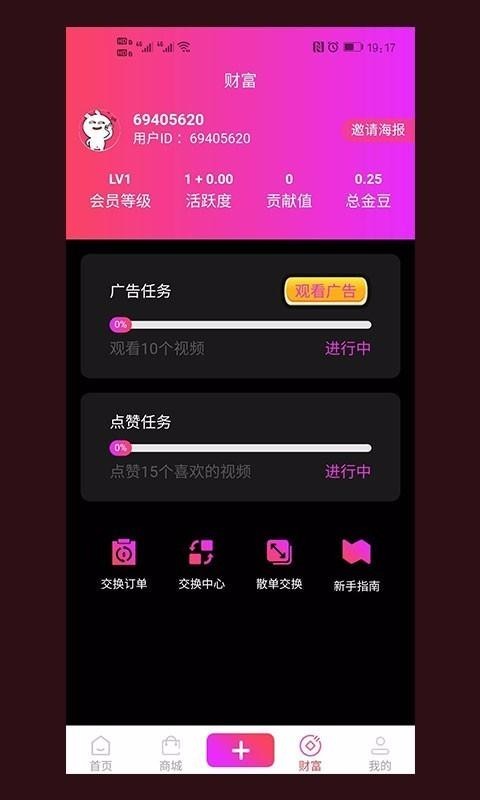 HD HD 46 46 19:17
财富
69405620
用户ID： 69405620
邀请海报
LV1 1 + 0.00 0 0.25
会员等级 活跃度 贡献值 总金豆
广告任务 观看广告
0%
观看10个视频 进行中
点赞任务
0%
点赞15个喜欢的视频 进行中
交换订单 交换中心 散单交换 新手指南
首页 商城 财富 我的